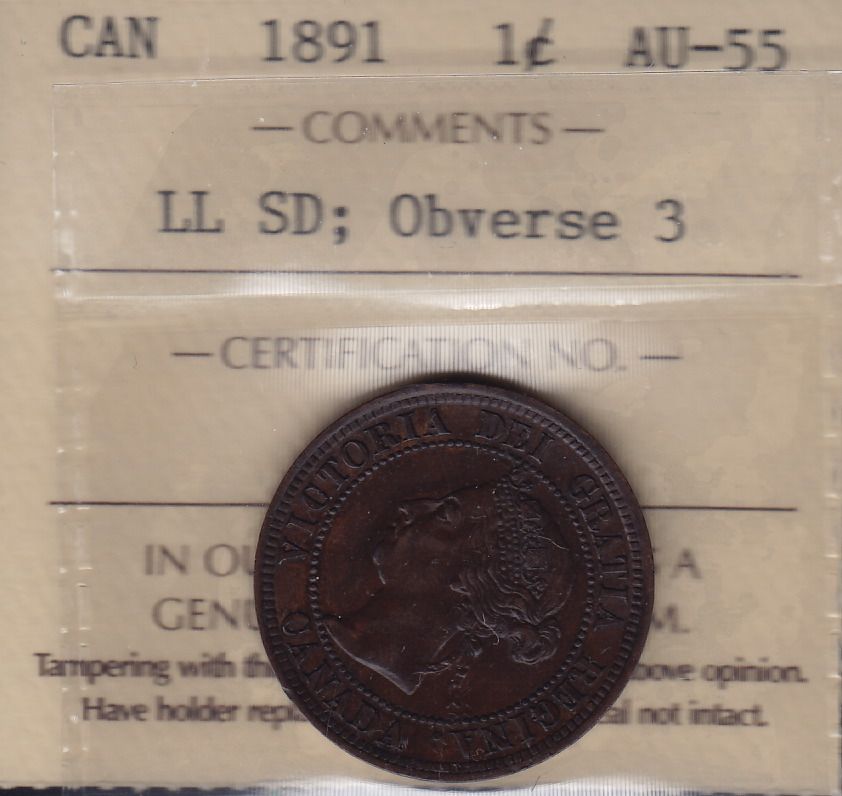 CAN 1891 1¢ AU-55
— COMMENTS —
LL SD; Obverse 3
— CERTIFICATION NO. —
IN OU
A
GENU
M.
Tampering with th
bove opinion.
Have holder repla
al not intact.
VICTORIA DEI GRATIA REGINA. CANADA